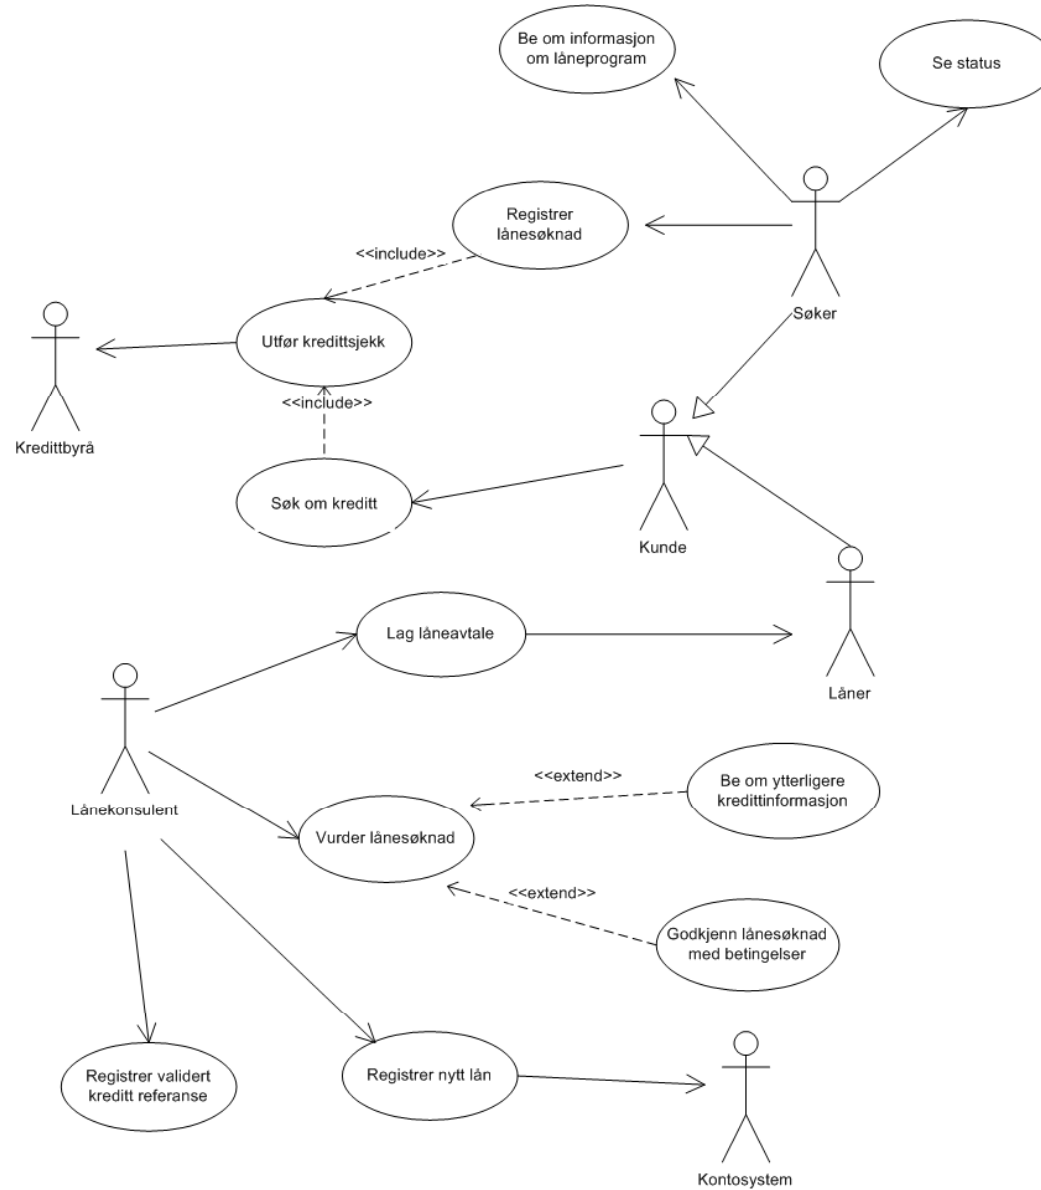 Be om informasjon
om låneprogram
Se status
Registrer
lånesøknad
<<include>>
Søker
Utfør kredittsjekk
<<include>>
Kredittbyrå
Søk om kreditt
Kunde
Lag låneavtale
Låner
Lånekonsulent
<<extend>>
Be om ytterligere
kredittinformasjon
Vurder lånesøknad
<<extend>>
Godkjenn lånesøknad
med betingelser
Registrer validert
kreditt referanse
Registrer nytt lån
Kontosystem